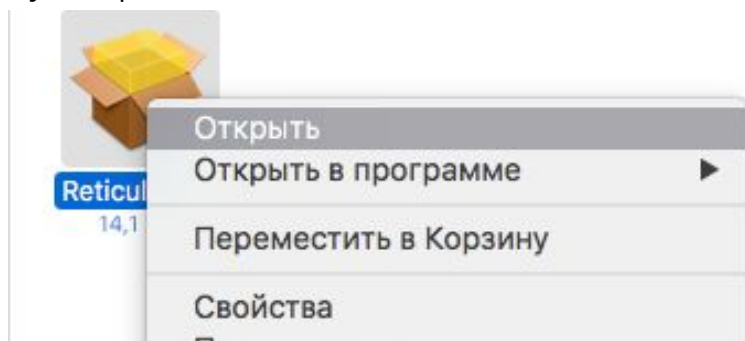 Открыть
Открыть в программе
Reticul
14,1
Переместить в Корзину
Свойства